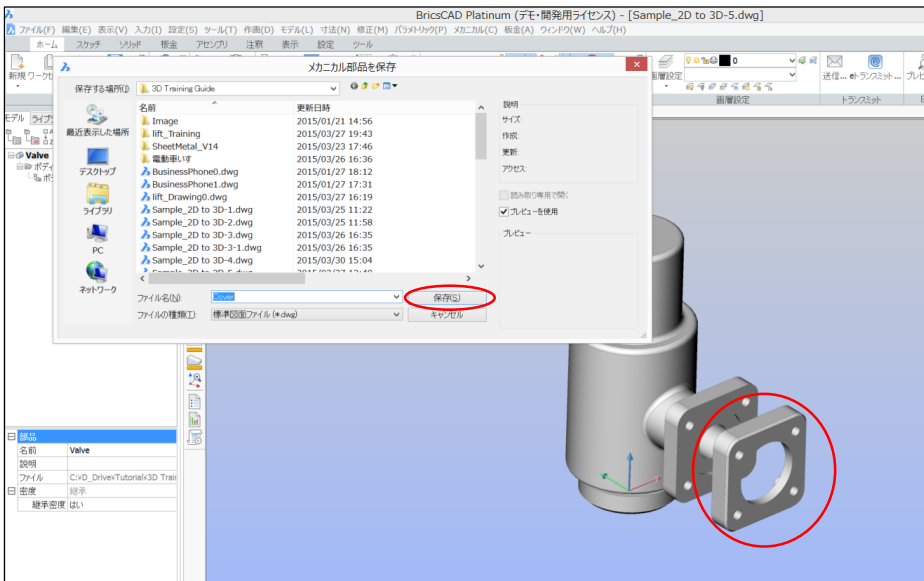 BricsCAD Platinum (デモ・開発用ライセンス) - [Sample_2D to 3D-5.dwg]
ファイル(F) 編集(E) 表示(V) 入力(I) 設定(S) ツール(T) 作画(D) モデル(L) 寸法(N) 修正(M) パラメトリック(P) メカニカル(C) 板金(A) ウィンドウ(W) ヘルプ(H)
ホーム スケッチ ソリッド 板金 アセンブリ 注釈 表示 設定 ツール
メカニカル部品を保存
新規
画層設定
0
送信...
eトランスミット...
画層設定
トランスミット
保存する場所(I): 3D Training Guide
名前 更新日時
Image 2015/01/21 14:56
lift_Training 2015/03/27 19:43
SheetMetal_V14 2015/03/23 17:46
電動車いす 2015/03/26 16:36
BusinessPhone0.dwg 2015/01/27 18:12
BusinessPhone1.dwg 2015/01/27 17:31
lift_Drawing0.dwg 2015/03/27 16:19
Sample_2D to 3D-1.dwg 2015/03/25 11:22
Sample_2D to 3D-2.dwg 2015/03/25 11:58
Sample_2D to 3D-3.dwg 2015/03/26 16:35
Sample_2D to 3D-3-1.dwg 2015/03/26 16:35
Sample_2D to 3D-4.dwg 2015/03/30 15:04
最近表示した場所
デスクトップ
ライブラリ
PC
ネットワーク
説明
サイズ:
作成:
更新:
アクセス:
読み取り専用で開く
プレビューを使用
プレビュー
ファイル名(N): Cover 保存(S)
ファイルの種類(T): 標準図面ファイル (*.dwg) キャンセル
Valve
部品
名前 Valve
説明
ファイル C:¥D_Drive¥Tutorial¥3D Train
密度 継承
継承密度 はい